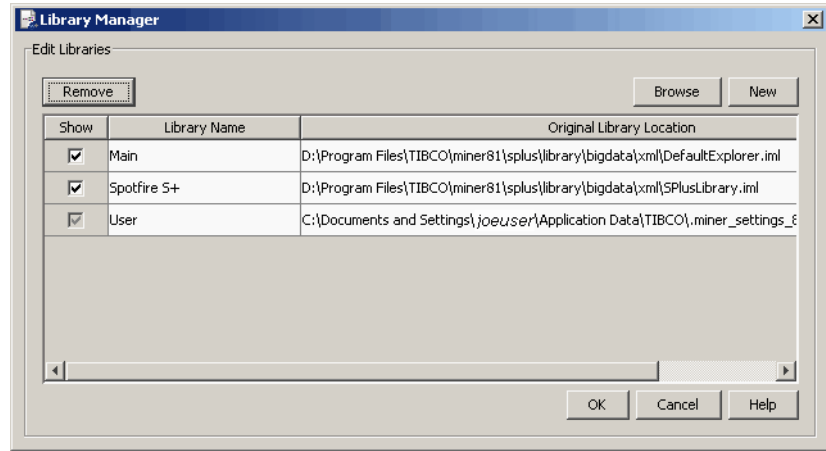 Library Manager
Edit Libraries
Remove Browse New
Show Library Name Original Library Location
Main D:\Program Files\TIBCO\miner81\splus\library\bigdata\xml\DefaultExplorer.iml
Spotfire S+ D:\Program Files\TIBCO\miner81\splus\library\bigdata\xml\SPlusLibrary.iml
User C:\Documents and Settings\joeuser\Application Data\TIBCO\.miner_settings_8
OK Cancel Help